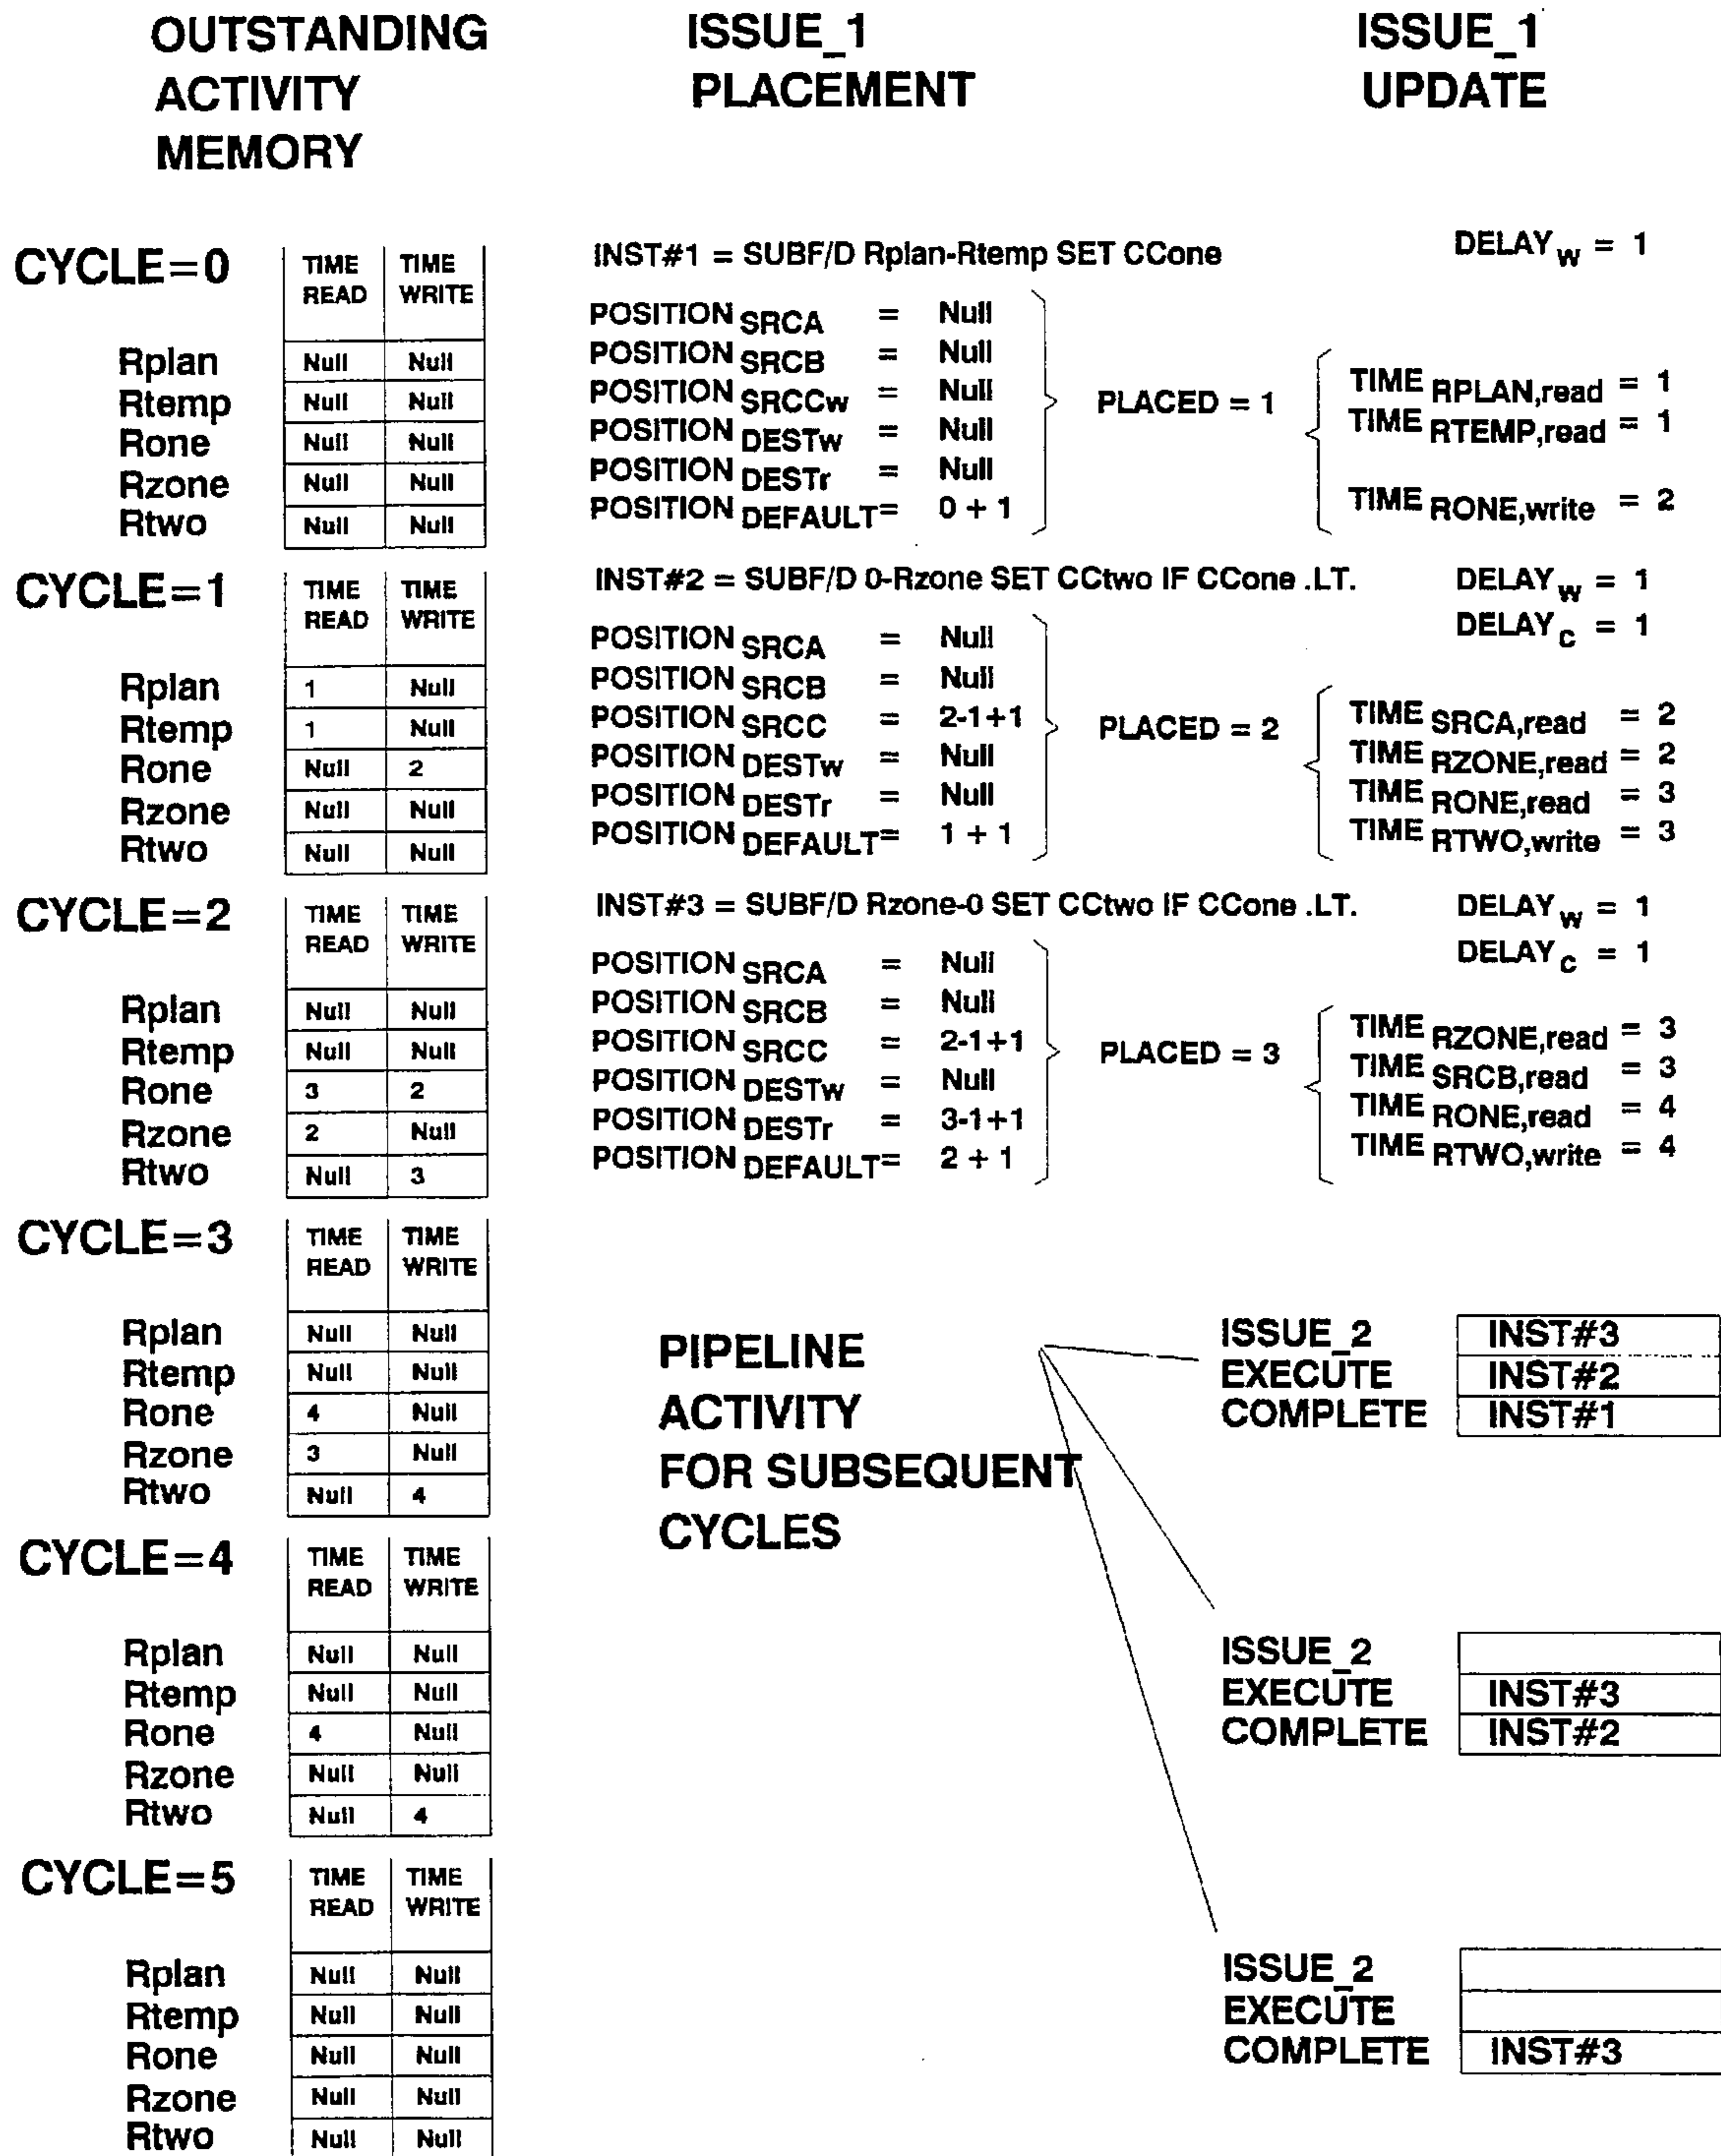 OUTSTANDING
ACTIVITY
MEMORY
ISSUE_1
PLACEMENT
ISSUE_1
UPDATE
CYCLE=0
TIME READ TIME WRITE
Rplan Null Null
Rtemp Null Null
Rone Null Null
Rzone Null Null
Rtwo Null Null
INST#1 = SUBF/D Rplan-Rtemp SET CCone
POSITION SRCA = Null
POSITION SRCB = Null
POSITION SRCCw = Null
POSITION DESTw = Null
POSITION DESTr = Null
POSITION DEFAULT= 0 + 1
PLACED = 1
DELAY w = 1
TIME RPLAN,read = 1
TIME RTEMP,read = 1
TIME RONE,write = 2
CYCLE=1
TIME READ TIME WRITE
Rplan 1 Null
Rtemp 1 Null
Rone Null 2
Rzone Null Null
Rtwo Null Null
INST#2 = SUBF/D 0-Rzone SET CCtwo IF CCone .LT.
POSITION SRCA = Null
POSITION SRCB = Null
POSITION SRCC = 2-1+1
POSITION DESTw = Null
POSITION DESTr = Null
POSITION DEFAULT= 1 + 1
PLACED = 2
DELAY w = 1
DELAY c = 1
TIME SRCA,read = 2
TIME RZONE,read = 2
TIME RONE,read = 3
TIME RTWO,write = 3
CYCLE=2
TIME READ TIME WRITE
Rplan Null Null
Rtemp Null Null
Rone 3 2
Rzone 2 Null
Rtwo Null 3
INST#3 = SUBF/D Rzone-0 SET CCtwo IF CCone .LT.
POSITION SRCA = Null
POSITION SRCB = Null
POSITION SRCC = 2-1+1
POSITION DESTw = Null
POSITION DESTr = 3-1+1
POSITION DEFAULT= 2 + 1
PLACED = 3
DELAY w = 1
DELAY c = 1
TIME RZONE,read = 3
TIME SRCB,read = 3
TIME RONE,read = 4
TIME RTWO,write = 4
CYCLE=3
TIME READ TIME WRITE
Rplan Null Null
Rtemp Null Null
Rone 4 Null
Rzone 3 Null
Rtwo Null 4
PIPELINE
ACTIVITY
FOR SUBSEQUENT
CYCLES
ISSUE_2 INST#3
EXECUTE INST#2
COMPLETE INST#1
CYCLE=4
TIME READ TIME WRITE
Rplan Null Null
Rtemp Null Null
Rone 4 Null
Rzone Null Null
Rtwo Null 4
ISSUE_2
EXECUTE INST#3
COMPLETE INST#2
CYCLE=5
TIME READ TIME WRITE
Rplan Null Null
Rtemp Null Null
Rone Null Null
Rzone Null Null
Rtwo Null Null
ISSUE_2
EXECUTE
COMPLETE INST#3